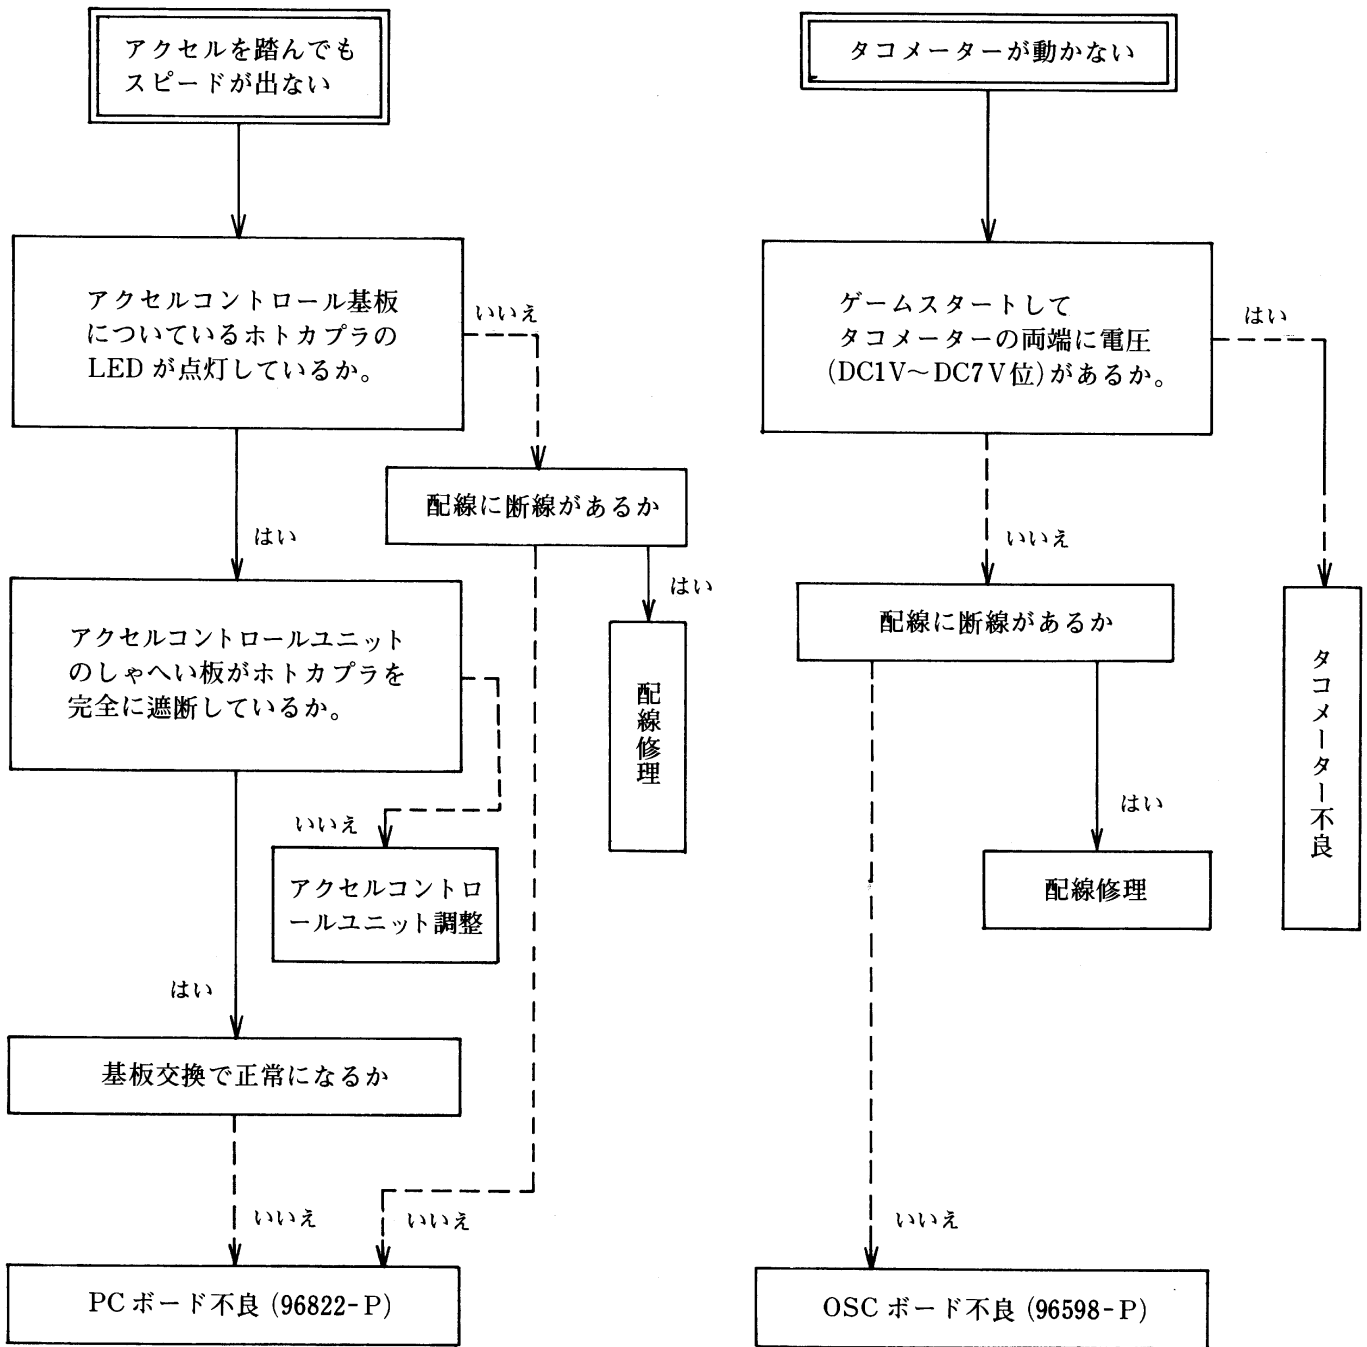 アクセルを踏んでも
スピードが出ない
アクセルコントロール基板
についているホトカプラの
LEDが点灯しているか。
いいえ
はい
配線に断線があるか
はい
配線修理
アクセルコントロールユニット
のしゃへい板がホトカプラを
完全に遮断しているか。
いいえ
アクセルコントロ
ールユニット調整
はい
基板交換で正常になるか
いいえ
いいえ
PCボード不良(96822-P)
タコメーターが動かない
ゲームスタートして
タコメーターの両端に電圧
(DC1V～DC7V位)があるか。
はい
いいえ
配線に断線があるか
タコメーター不良
はい
配線修理
いいえ
OSCボード不良(96598-P)